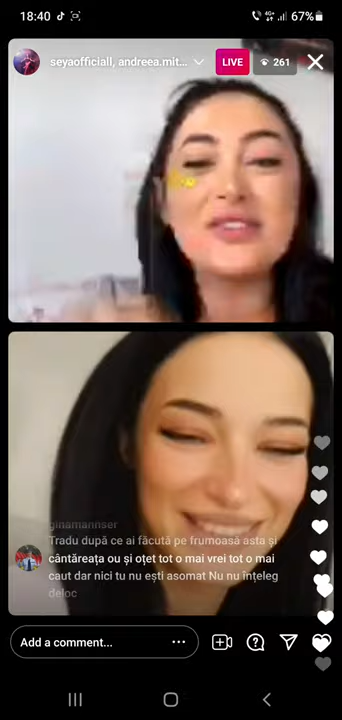 18:40
4G+
67%
seyaofficiall, andreea.mit...
LIVE
261
ginamannser
Tradu după ce ai făcută pe frumoasă asta și
cântăreața ou și oțet tot o mai vrei tot o mai
caut dar nici tu nu ești asomat Nu nu înțeleg
deloc
Add a comment...